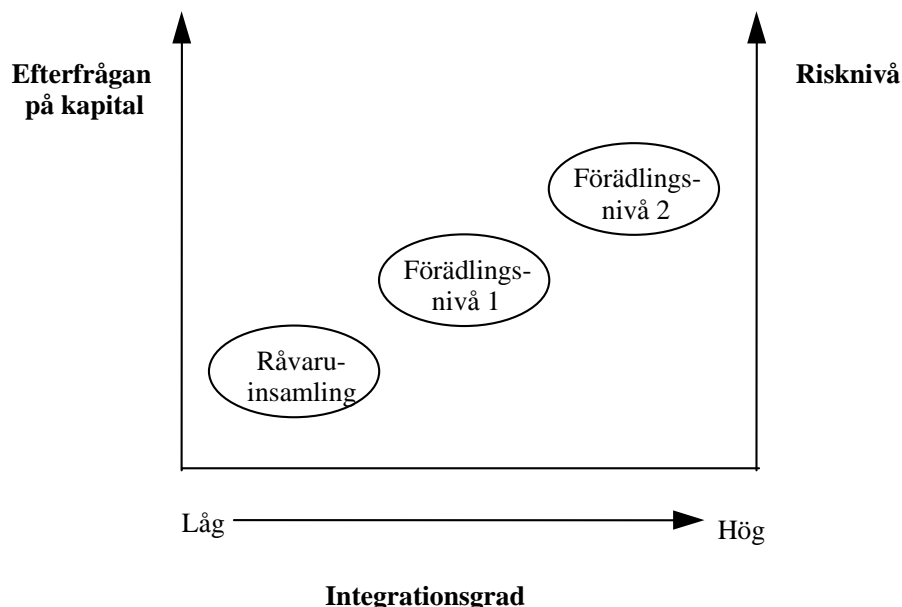 Efterfrågan
på kapital
Risknivå
Förädlings-
nivå 2
Förädlings-
nivå 1
Råvaru-
insamling
Låg
Hög
Integrationsgrad